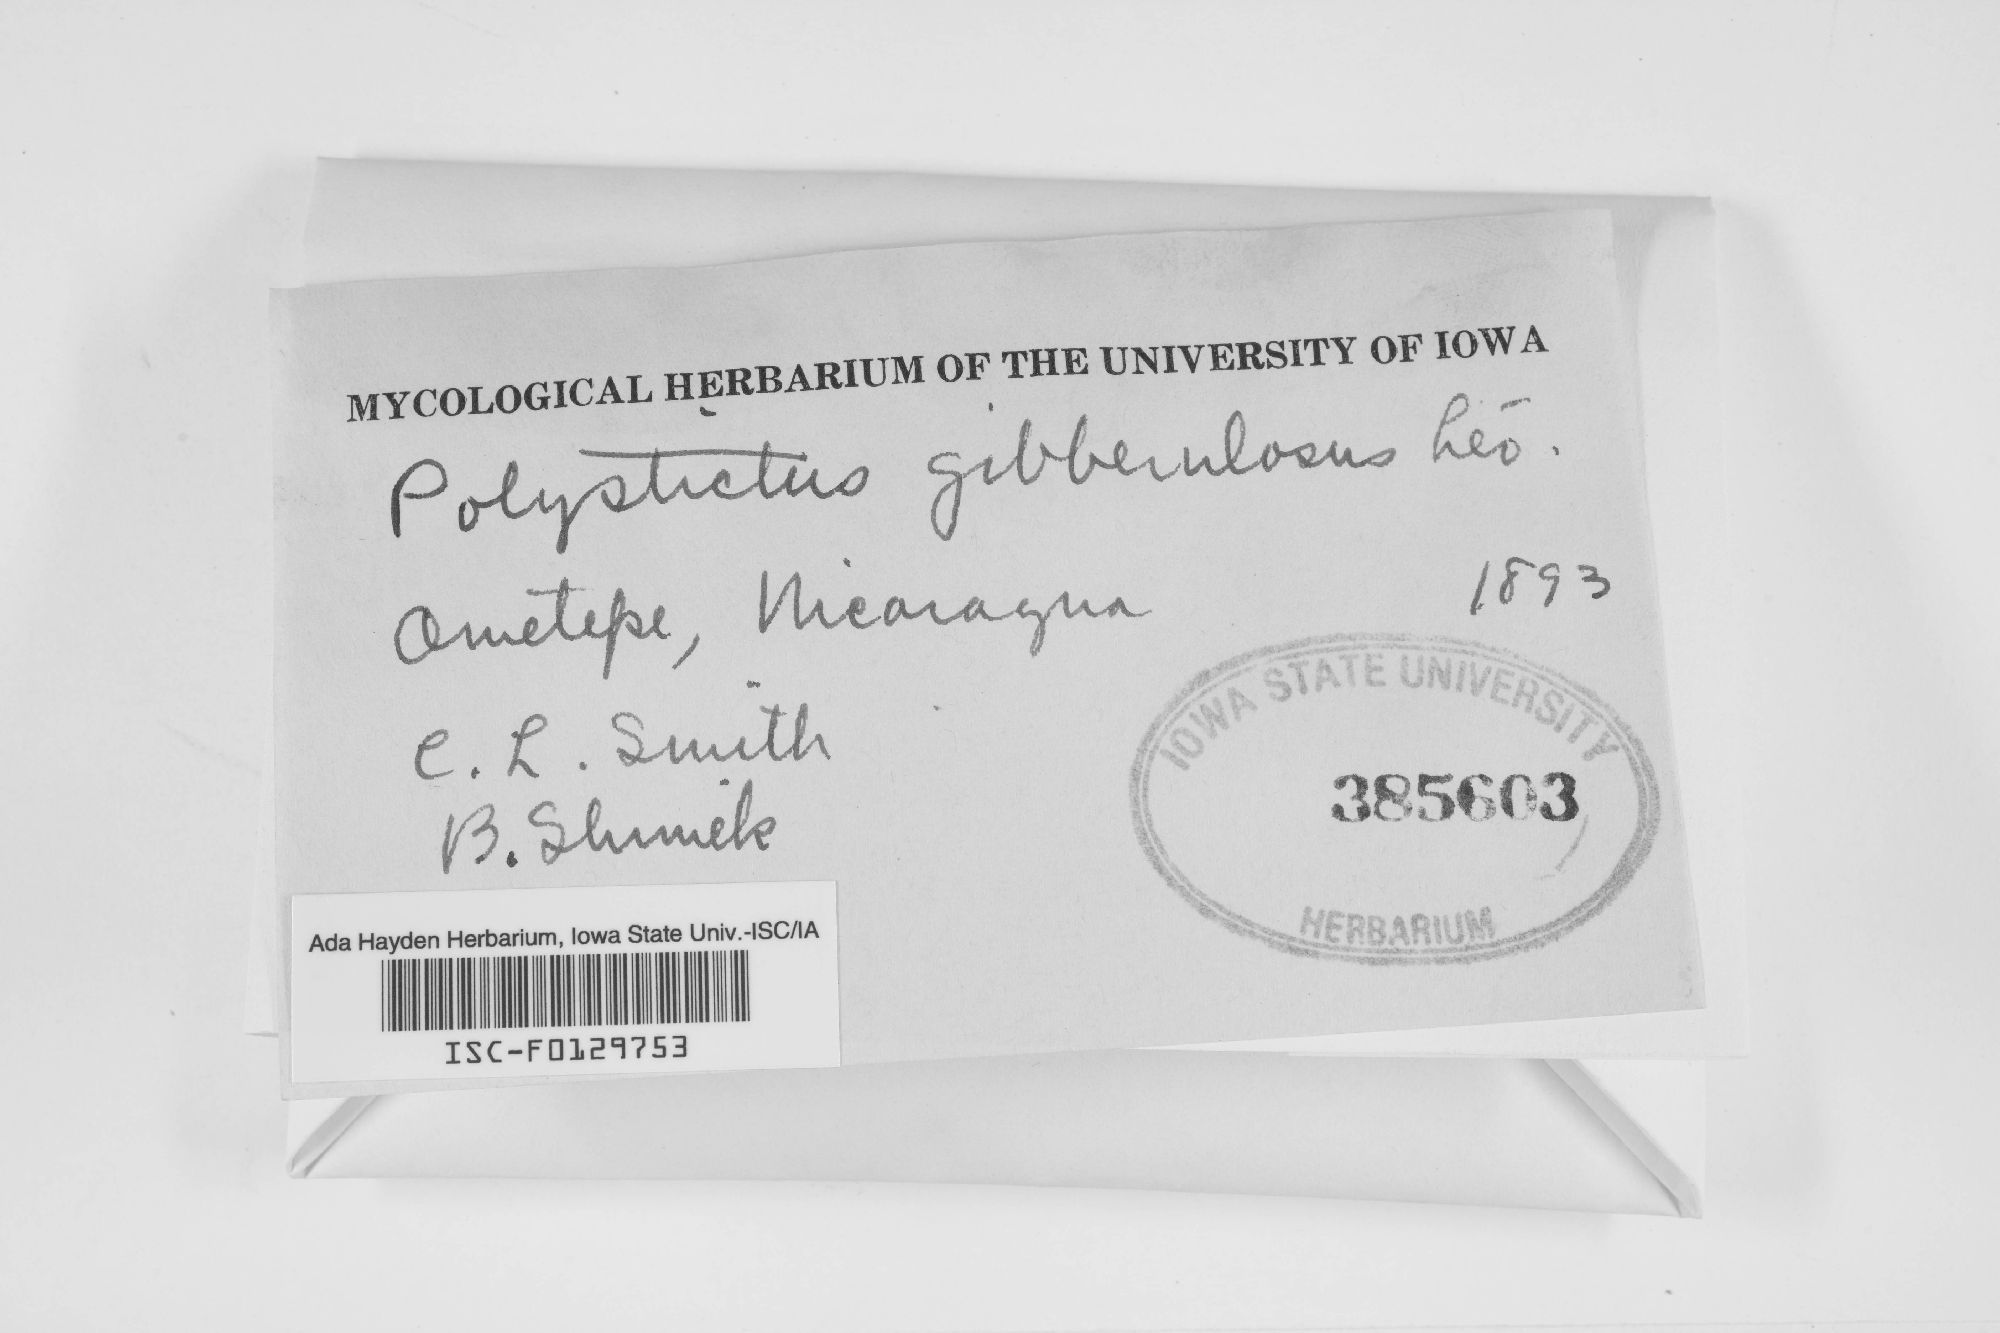 MYCOLOGICAL HERBARIUM OF THE UNIVERSITY OF IOWA
Polystictus gibberulosus Lév.
Ometepe, Nicaragua 1893
C. L. Smith
B. Shimek
IOWA STATE UNIVERSITY
385603
HERBARIUM
Ada Hayden Herbarium, Iowa State Univ.-ISC/IA
ISC-F0129753